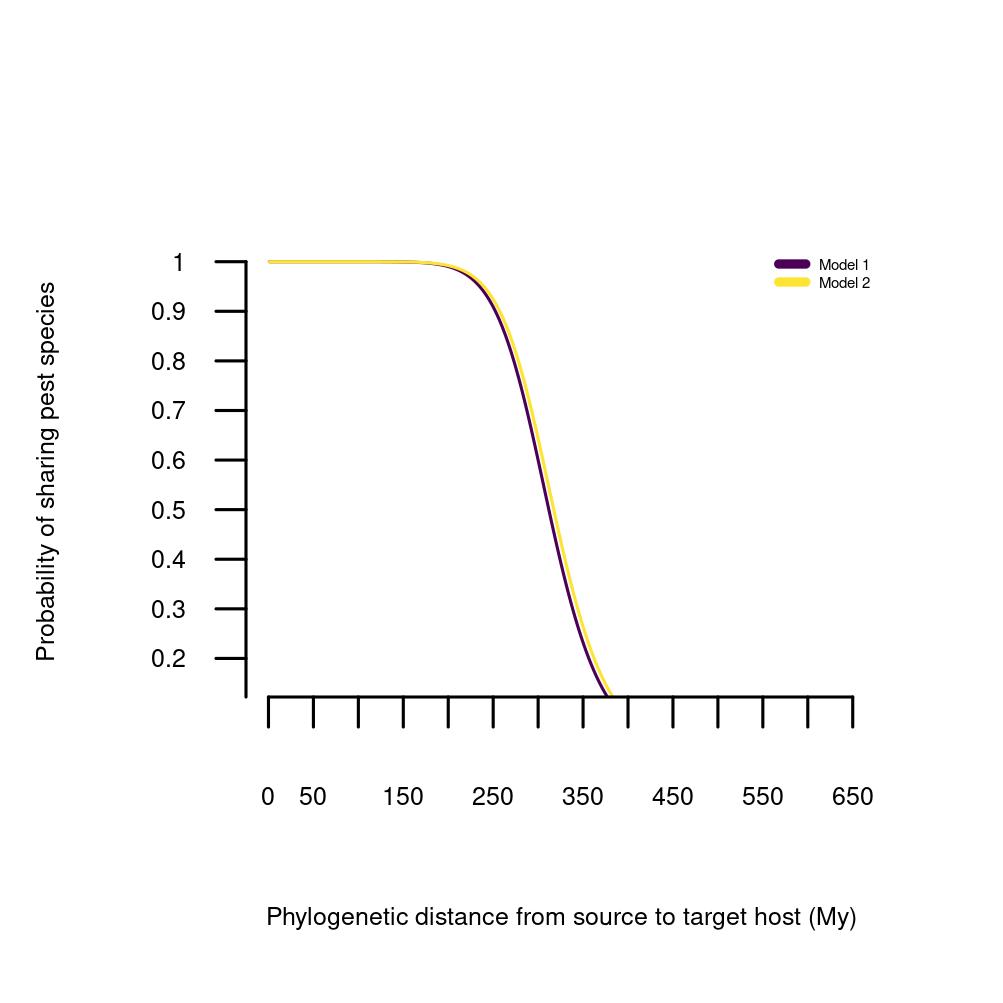 Model 1
Model 2
Probability of sharing pest species
1
0.9
0.8
0.7
0.6
0.5
0.4
0.3
0.2
0 50 150 250 350 450 550 650
Phylogenetic distance from source to target host (My)